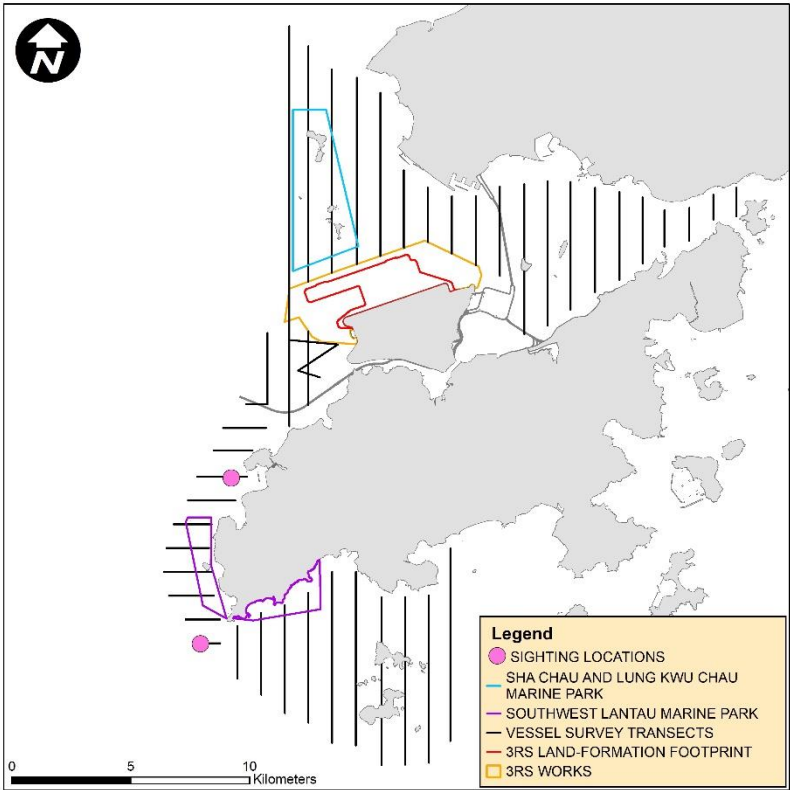 N
Legend
SIGHTING LOCATIONS
SHA CHAU AND LUNG KWU CHAU
MARINE PARK
SOUTHWEST LANTAU MARINE PARK
VESSEL SURVEY TRANSECTS
3RS LAND-FORMATION FOOTPRINT
3RS WORKS
0 5 10
Kilometers